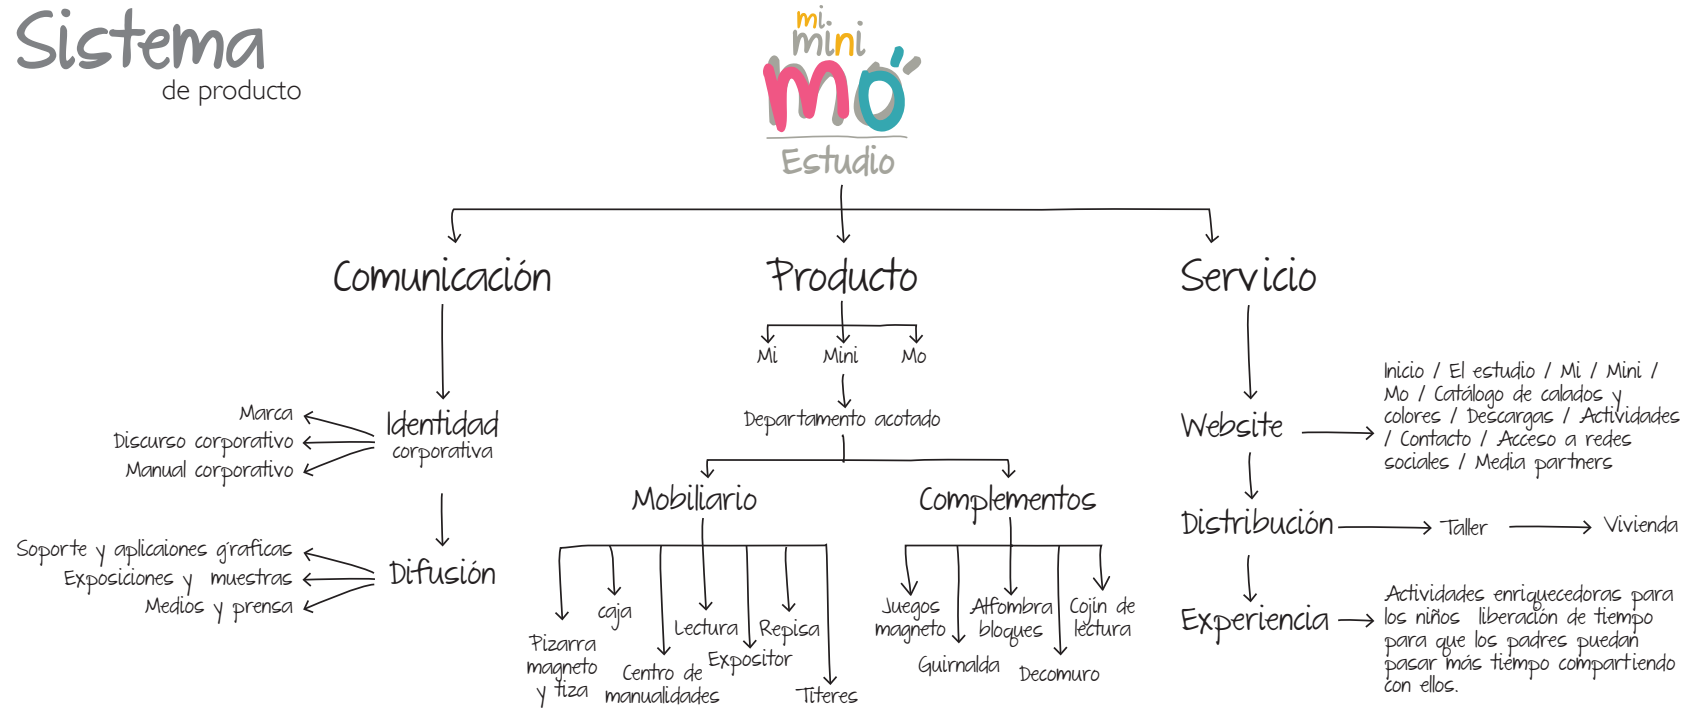 Sistema
de producto
mi
mini
mo
Estudio
Comunicación
Producto
Servicio
Mi
Mini
Mo
Departamento acotado
Marca
Discurso corporativo
Manual corporativo
Identidad
corporativa
Soporte y aplicaiones gráficas
Exposiciones y muestras
Medios y prensa
Difusión
Mobiliario
Complementos
Pizarra
magneto
y tiza
caja
Centro de
manualidades
Lectura
Expositor
Repisa
Títeres
Juegos
magneto
Guirnalda
Alfombra
bloques
Decomuro
Cojín de
lectura
Website
Inicio / El estudio / Mi / Mini /
Mo / Catálogo de calados y
colores / Descargas / Actividades
/ Contacto / Acceso a redes
sociales / Media partners
Distribución
Taller
Vivienda
Experiencia
Actividades enriquecedoras para
los niños liberación de tiempo
para que los padres puedan
pasar más tiempo compartiendo
con ellos.